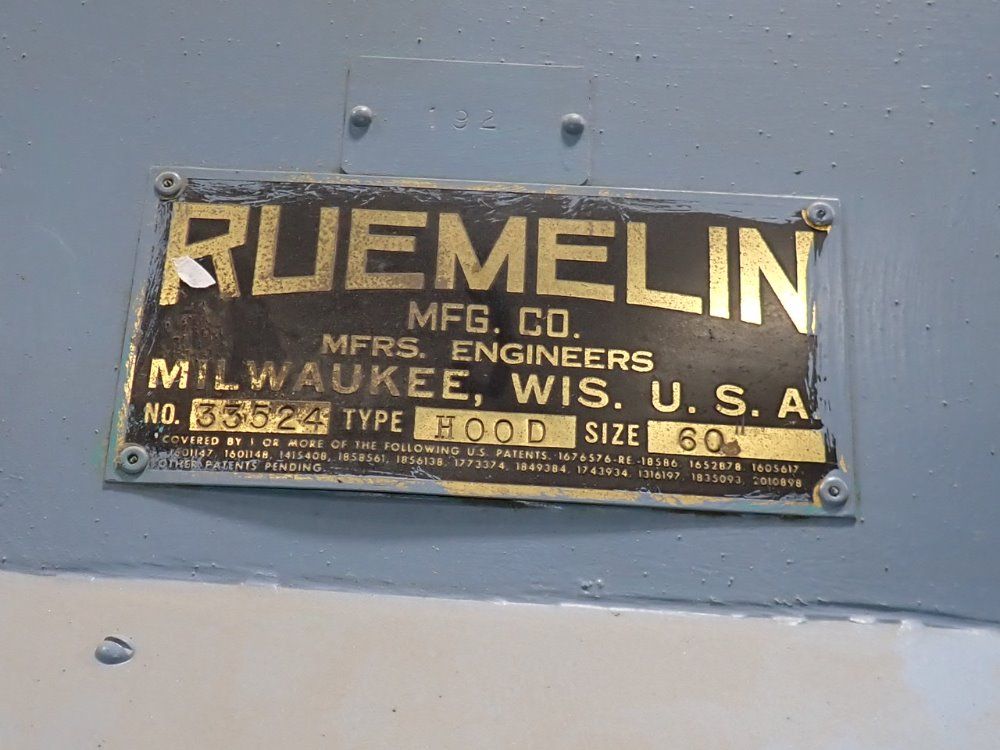 192
RUEMELIN
MFG. CO.
MFRS. ENGINEERS
MILWAUKEE, WIS. U. S. A.
NO. 33524 TYPE HOOD SIZE 60"
COVERED BY 1 OR MORE OF THE FOLLOWING U.S. PATENTS. 1676576-RE-18586, 1652878, 1605617,
1601147, 1601148, 1415408, 1858561, 1856138, 1773374, 1849384, 1743934, 1316197, 1835093, 2010898
OTHER PATENTS PENDING.